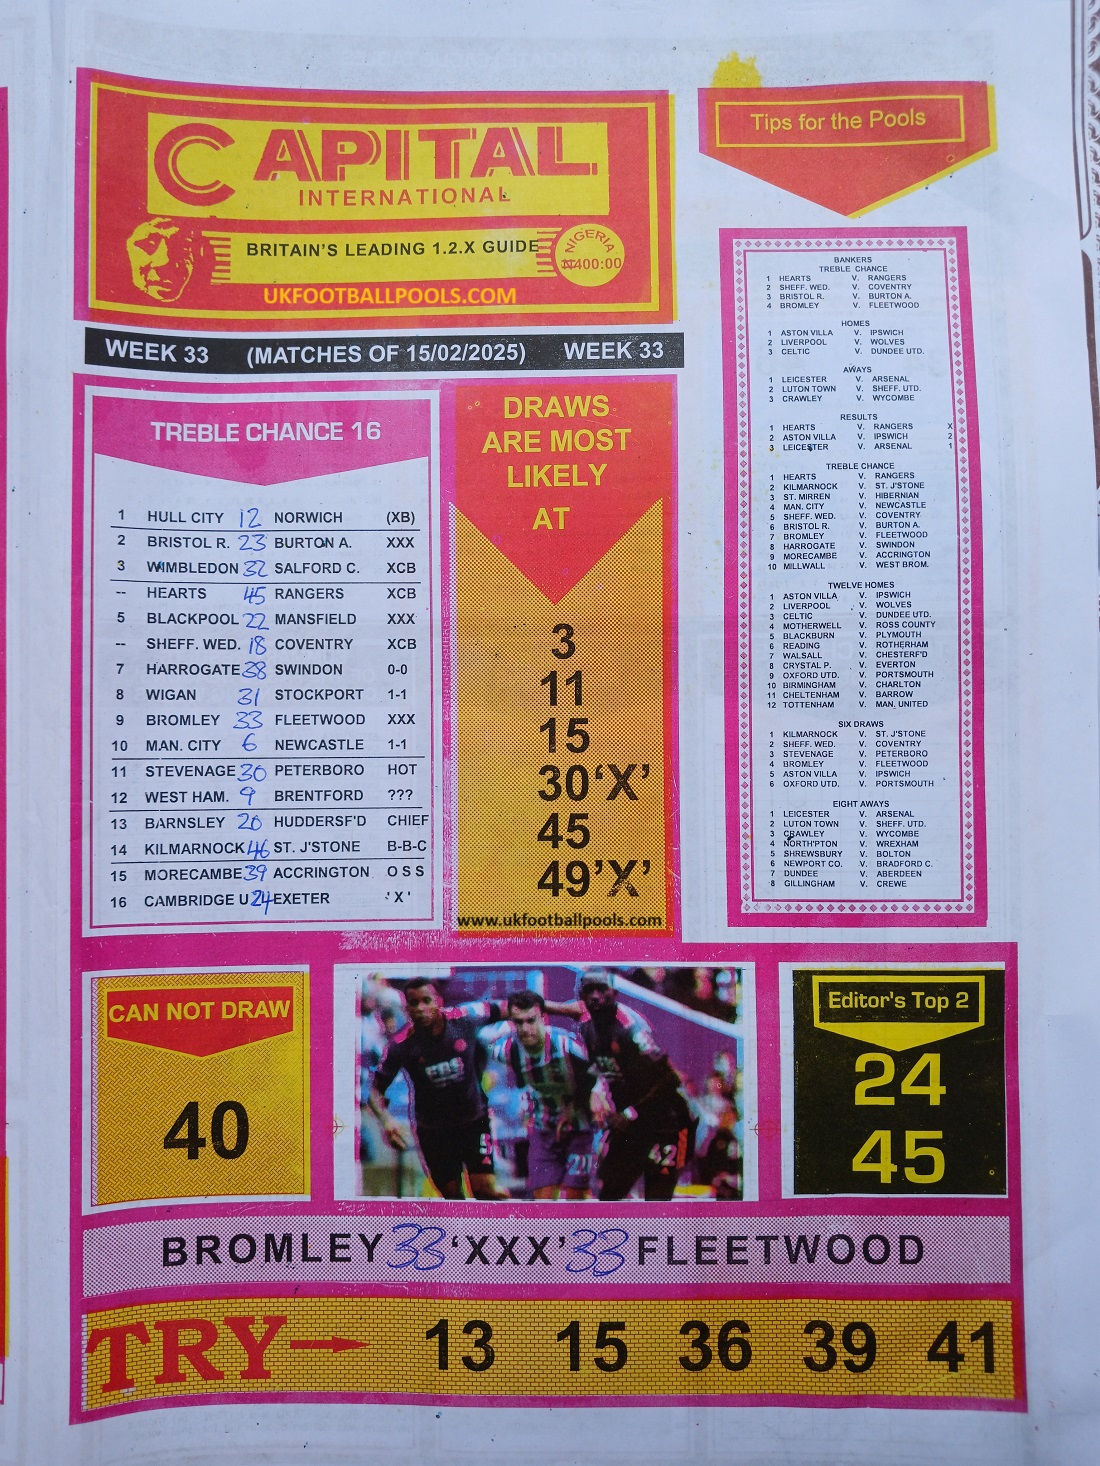 CAPITAL
INTERNATIONAL
BRITAIN'S LEADING 1.2.X GUIDE
NIGERIA
₦400:00
UKFOOTBALLPOOLS.COM
WEEK 33 (MATCHES OF 15/02/2025) WEEK 33
TREBLE CHANCE 16
1 HULL CITY 12 NORWICH (XB)
2 BRISTOL R. 23 BURTON A. XXX
3 WIMBLEDON 32 SALFORD C. XCB
-- HEARTS 45 RANGERS XCB
5 BLACKPOOL 22 MANSFIELD XXX
-- SHEFF. WED. 18 COVENTRY XCB
7 HARROGATE 38 SWINDON 0-0
8 WIGAN 31 STOCKPORT 1-1
9 BROMLEY 33 FLEETWOOD XXX
10 MAN. CITY 6 NEWCASTLE 1-1
11 STEVENAGE 30 PETERBORO HOT
12 WEST HAM. 9 BRENTFORD ???
13 BARNSLEY 20 HUDDERSF'D CHIEF
14 KILMARNOCK 46 ST. J'STONE B-B-C
15 MORECAMBE 39 ACCRINGTON O S S
16 CAMBRIDGE U 24 EXETER 'X'
DRAWS
ARE MOST
LIKELY
AT
3
11
15
30'X'
45
49'X'
www.ukfootballpools.com
Tips for the Pools
BANKERS
TREBLE CHANCE
1 HEARTS V. RANGERS
2 SHEFF. WED. V. COVENTRY
3 BRISTOL R. V. BURTON A.
4 BROMLEY V. FLEETWOOD
HOMES
1 ASTON VILLA V. IPSWICH
2 LIVERPOOL V. WOLVES
3 CELTIC V. DUNDEE UTD.
AWAYS
1 LEICESTER V. ARSENAL
2 LUTON TOWN V. SHEFF. UTD.
3 CRAWLEY V. WYCOMBE
RESULTS
1 HEARTS V. RANGERS X
2 ASTON VILLA V. IPSWICH 2
3 LEICESTER V. ARSENAL 1
TREBLE CHANCE
1 HEARTS V. RANGERS
2 KILMARNOCK V. ST. J'STONE
3 ST. MIRREN V. HIBERNIAN
4 MAN. CITY V. NEWCASTLE
5 SHEFF. WED. V. COVENTRY
6 BRISTOL R. V. BURTON A.
7 BROMLEY V. FLEETWOOD
8 HARROGATE V. SWINDON
9 MORECAMBE V. ACCRINGTON
10 MILLWALL V. WEST BROM.
TWELVE HOMES
1 ASTON VILLA V. IPSWICH
2 LIVERPOOL V. WOLVES
3 CELTIC V. DUNDEE UTD.
4 MOTHERWELL V. ROSS COUNTY
5 BLACKBURN V. PLYMOUTH
6 READING V. ROTHERHAM
7 WALSALL V. CHESTERF'D
8 CRYSTAL P. V. EVERTON
9 OXFORD UTD. V. PORTSMOUTH
10 BIRMINGHAM V. CHARLTON
11 CHELTENHAM V. BARROW
12 TOTTENHAM V. MAN. UNITED
SIX DRAWS
1 KILMARNOCK V. ST. J'STONE
2 SHEFF. WED. V. COVENTRY
3 STEVENAGE V. PETERBORO
4 BROMLEY V. FLEETWOOD
5 ASTON VILLA V. IPSWICH
6 OXFORD UTD. V. PORTSMOUTH
EIGHT AWAYS
1 LEICESTER V. ARSENAL
2 LUTON TOWN V. SHEFF. UTD.
3 CRAWLEY V. WYCOMBE
4 NORTH'PTON V. WREXHAM
5 SHREWSBURY V. BOLTON
6 NEWPORT CO. V. BRADFORD C.
7 DUNDEE V. ABERDEEN
8 GILLINGHAM V. CREWE
CAN NOT DRAW
40
42
Editor's Top 2
24
45
BROMLEY 33 'XXX' 33 FLEETWOOD
TRY 13 15 36 39 41